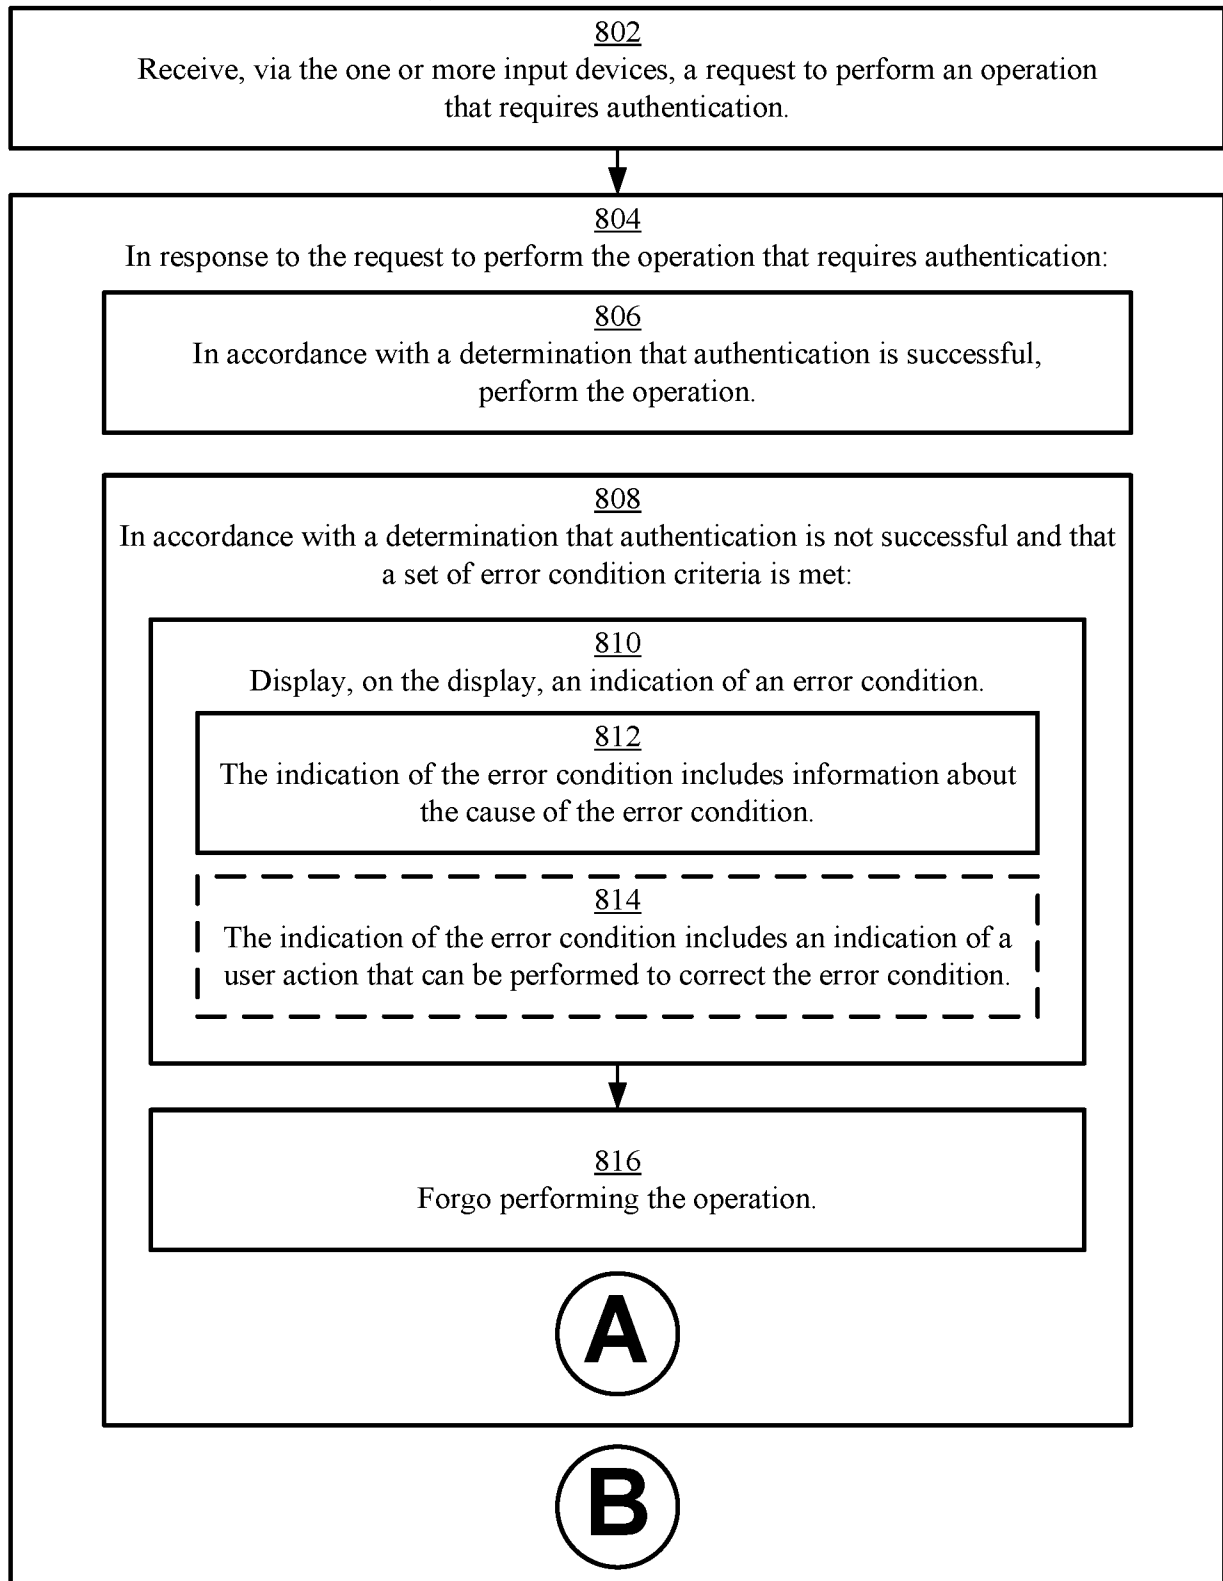 802
Receive, via the one or more input devices, a request to perform an operation
that requires authentication.
804
In response to the request to perform the operation that requires authentication:
806
In accordance with a determination that authentication is successful,
perform the operation.
808
In accordance with a determination that authentication is not successful and that
a set of error condition criteria is met:
810
Display, on the display, an indication of an error condition.
812
The indication of the error condition includes information about
the cause of the error condition.
814
The indication of the error condition includes an indication of a
user action that can be performed to correct the error condition.
816
Forgo performing the operation.
A
B